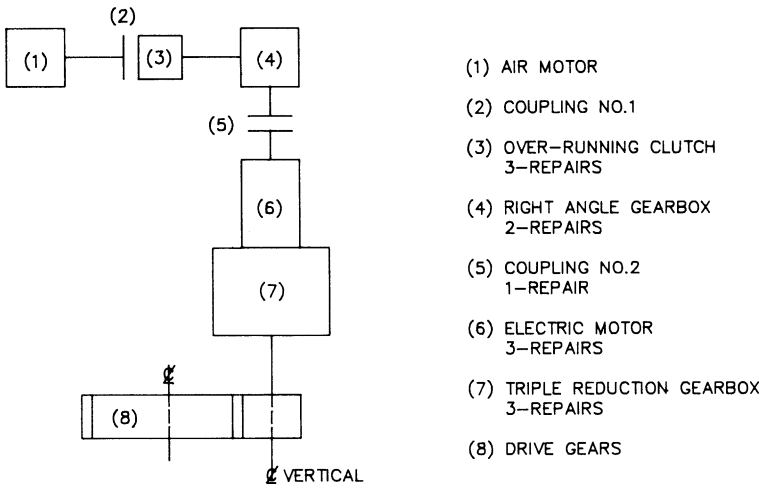 (2)
(1)
(3)
(4)
(5)
(6)
(7)
(8)
℄
℄ VERTICAL
(1) AIR MOTOR
(2) COUPLING NO.1
(3) OVER-RUNNING CLUTCH
3-REPAIRS
(4) RIGHT ANGLE GEARBOX
2-REPAIRS
(5) COUPLING NO.2
1-REPAIR
(6) ELECTRIC MOTOR
3-REPAIRS
(7) TRIPLE REDUCTION GEARBOX
3-REPAIRS
(8) DRIVE GEARS